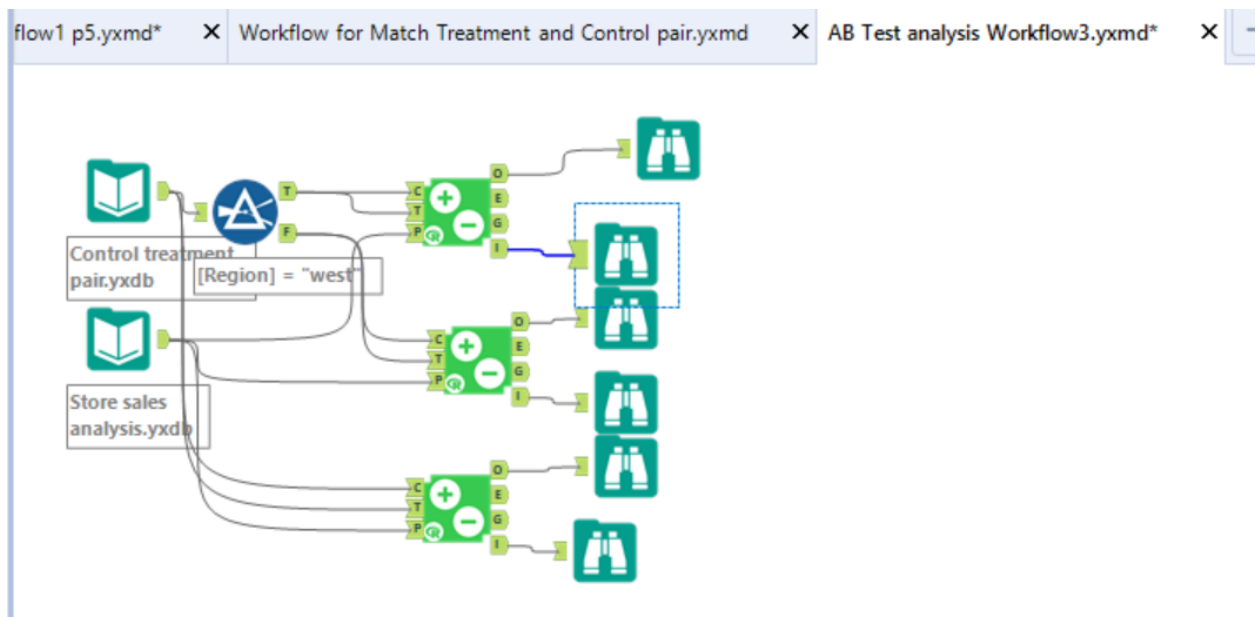 flow1 p5.yxmd* X
Workflow for Match Treatment and Control pair.yxmd X
AB Test analysis Workflow3.yxmd* X
Control treatment
pair.yxdb
[Region] = "west"
Store sales
analysis.yxdb
T
F
C
T
P
R
O
E
G
I
C
T
P
R
O
E
G
I
C
T
P
R
O
E
G
I